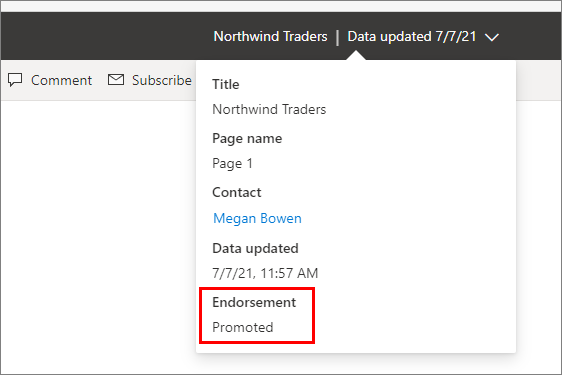 Northwind Traders | Data updated 7/7/21
Comment Subscribe
Title
Northwind Traders
Page name
Page 1
Contact
Megan Bowen
Data updated
7/7/21, 11:57 AM
Endorsement
Promoted